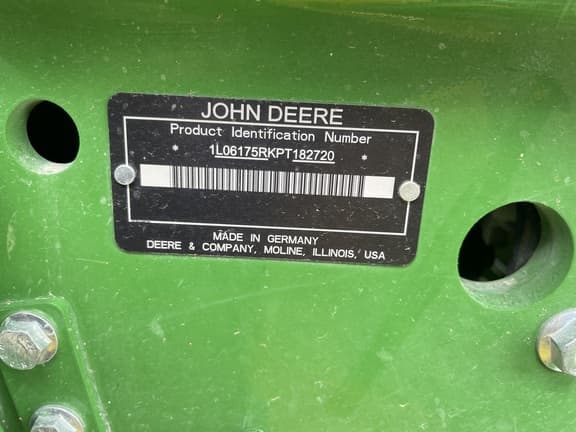 JOHN DEERE
Product Identification Number
* 1L06175RKPT182720 *
MADE IN GERMANY
DEERE & COMPANY, MOLINE, ILLINOIS, USA